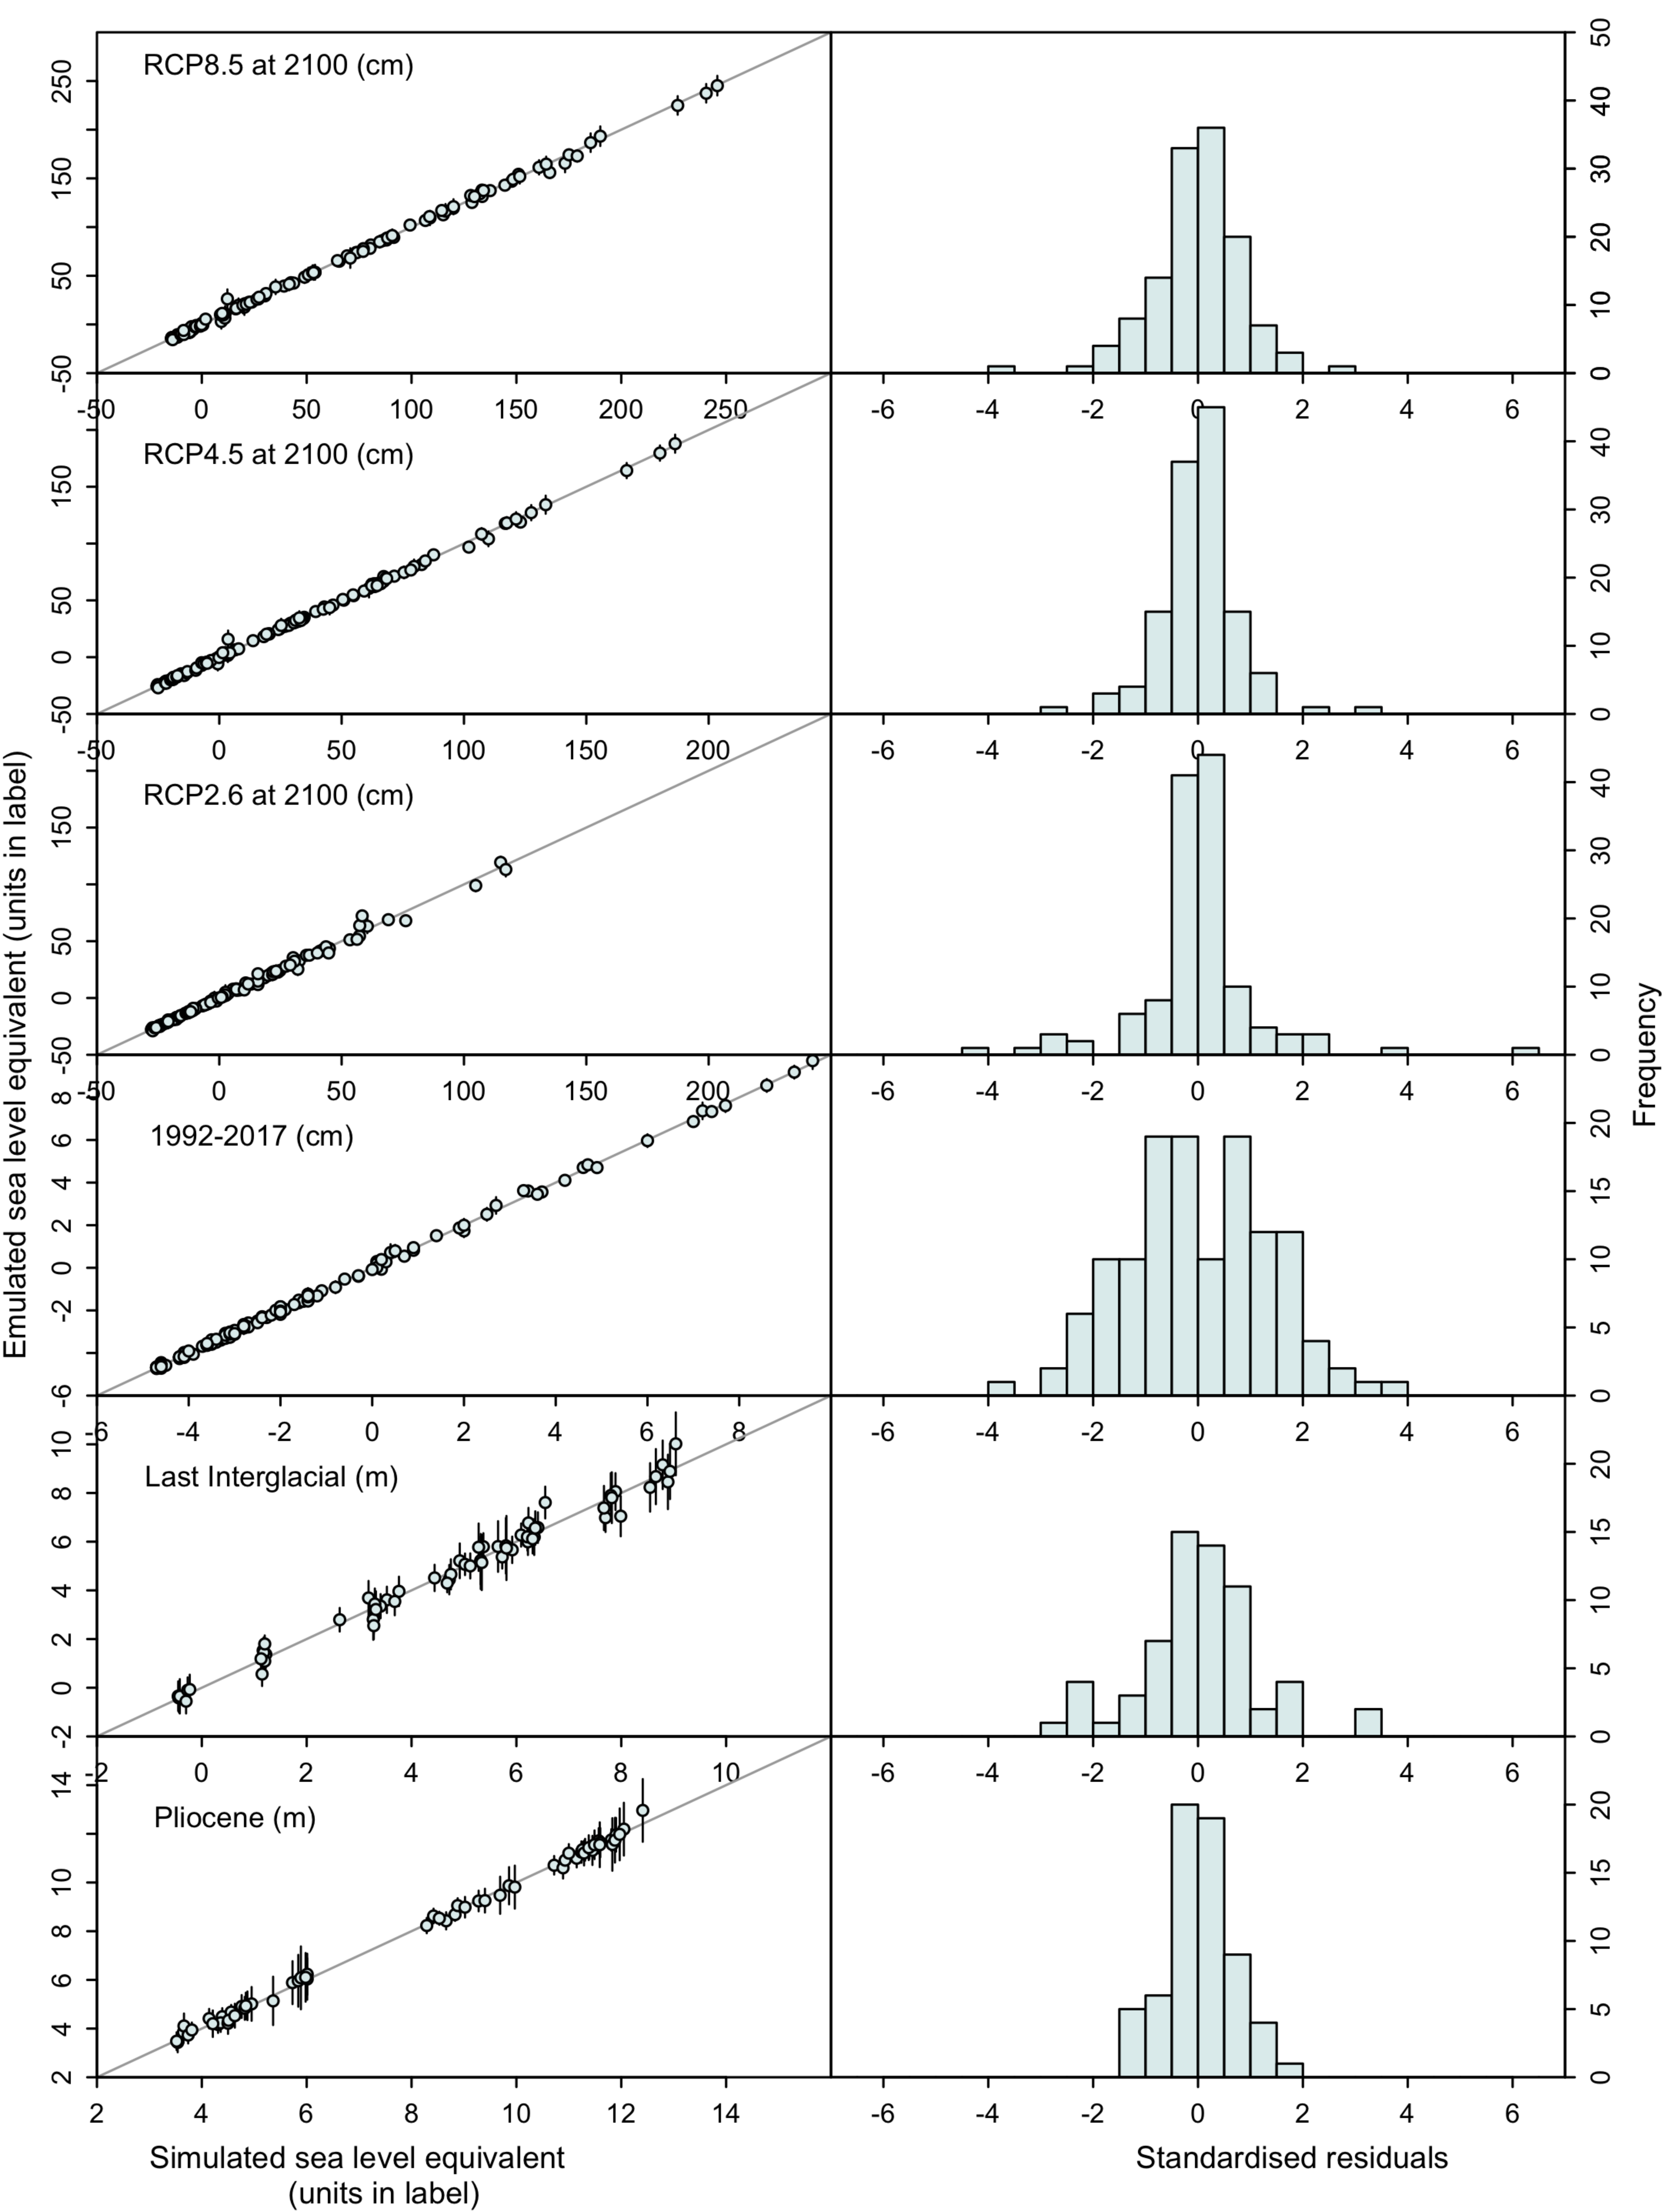 RCP8.5 at 2100 (cm)
-50 50 150 250
-50 0 50 100 150 200 250
-6 -4 -2 0 2 4 6
0 10 20 30 40 50
RCP4.5 at 2100 (cm)
-50 0 50 150
-50 0 50 100 150 200
-6 -4 -2 0 2 4 6
0 10 20 30 40
RCP2.6 at 2100 (cm)
-50 0 50 150
-50 0 50 100 150 200
-6 -4 -2 0 2 4 6
0 10 20 30 40
1992-2017 (cm)
-6 -2 0 2 4 6 8
-6 -4 -2 0 2 4 6 8
-6 -4 -2 0 2 4 6
0 5 10 15 20
Last Interglacial (m)
-2 0 2 4 6 8 10
-2 0 2 4 6 8 10
-6 -4 -2 0 2 4 6
0 5 10 15 20
Pliocene (m)
2 4 6 8 10 14
2 4 6 8 10 12 14
-6 -4 -2 0 2 4 6
0 5 10 15 20
Emulated sea level equivalent (units in label)
Frequency
Simulated sea level equivalent
(units in label)
Standardised residuals